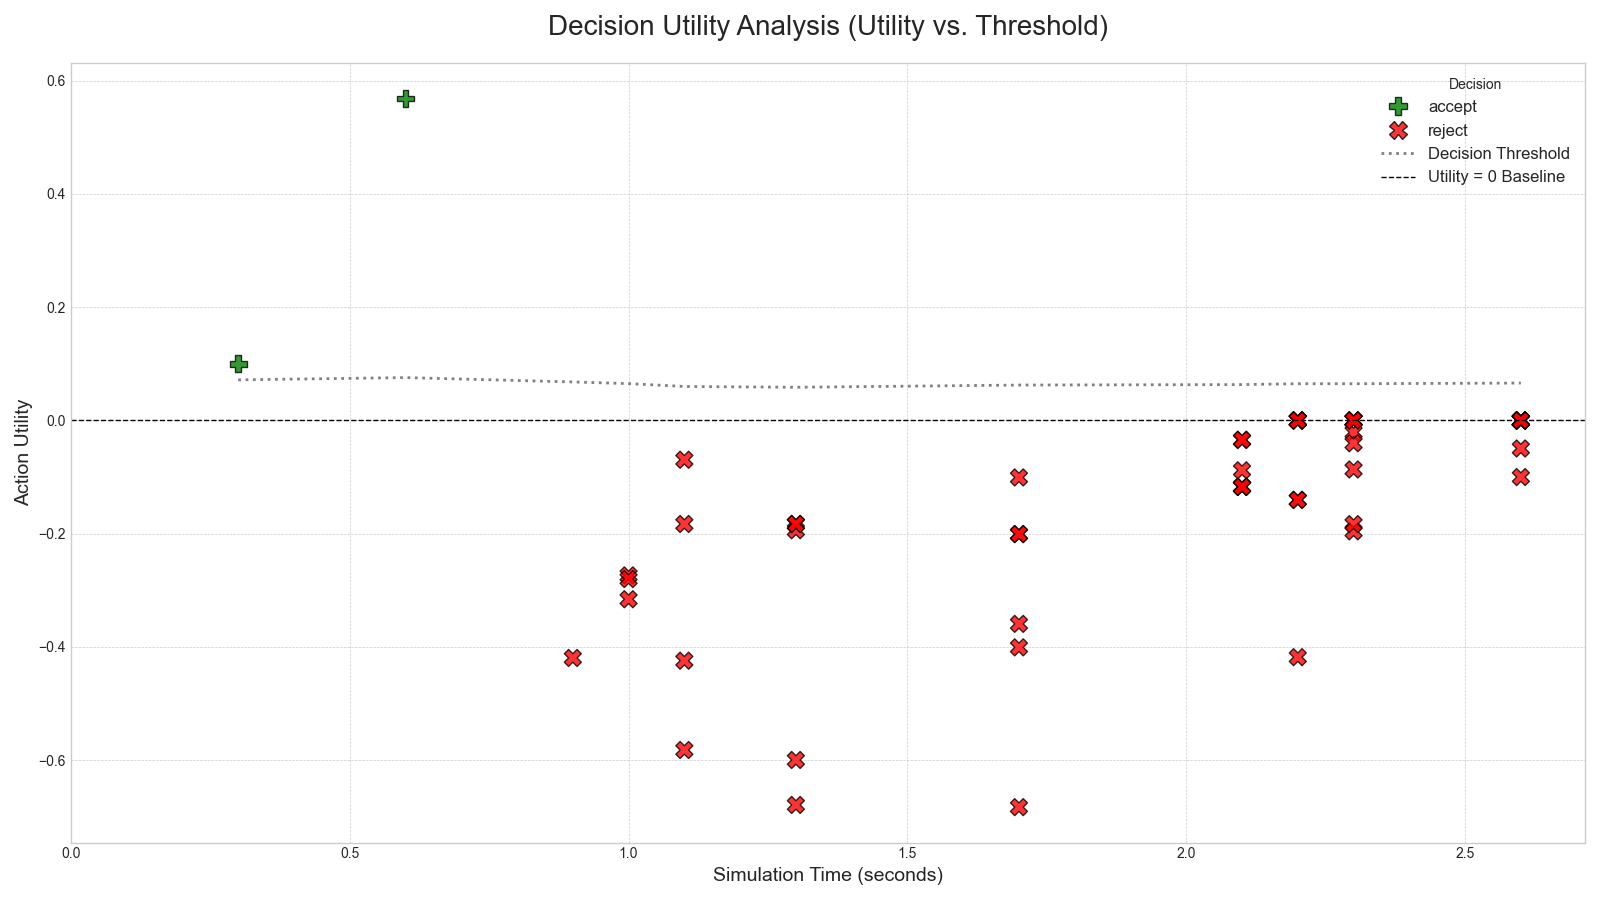 Decision Utility Analysis (Utility vs. Threshold)
Decision
accept
reject
Decision Threshold
Utility = 0 Baseline
Action Utility
0.6
0.4
0.2
0.0
−0.2
−0.4
−0.6
0.0
0.5
1.0
1.5
2.0
2.5
Simulation Time (seconds)